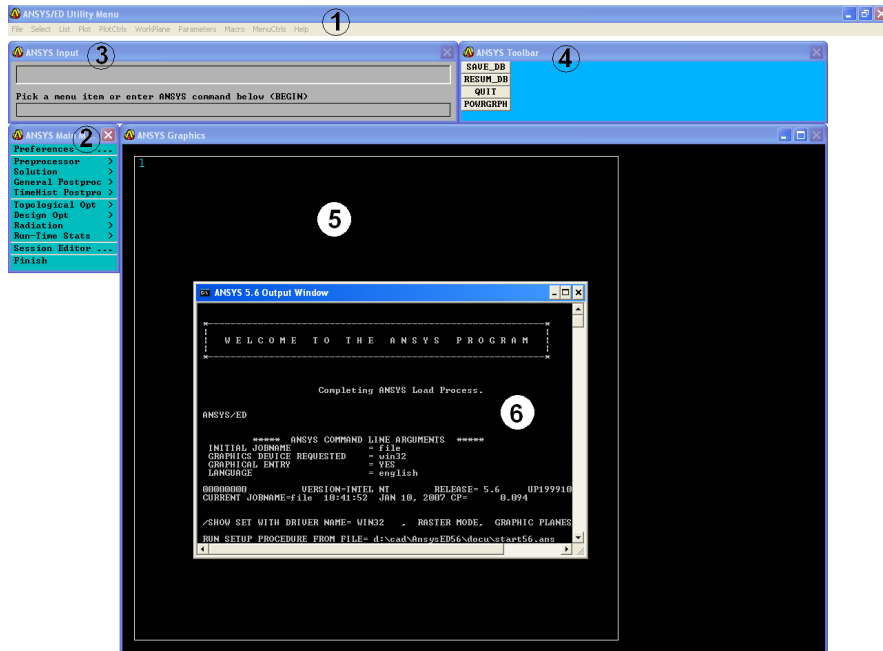 ANSYS/ED Utility Menu
1
File Select List Plot PlotCtrls WorkPlane Parameters Macro MenuCtrls Help
ANSYS Input
3
Pick a menu item or enter ANSYS command below (BEGIN)
ANSYS Toolbar
4
SAVE_DB
RESUM_DB
QUIT
POWRGRPH
ANSYS Main M
2
Preferences ...
Preprocessor >
Solution >
General Postproc >
TimeHist Postpro >
Topological Opt >
Design Opt >
Radiation >
Run-Time Stats >
Session Editor ...
Finish
ANSYS Graphics
1
5
ANSYS 5.6 Output Window
*------------------------------------------------------------*
W E L C O M E   T O   T H E   A N S Y S   P R O G R A M
*------------------------------------------------------------*
Completing ANSYS Load Process.
6
ANSYS/ED
***** ANSYS COMMAND LINE ARGUMENTS *****
INITIAL JOBNAME = file
GRAPHICS DEVICE REQUESTED = win32
GRAPHICAL ENTRY = YES
LANGUAGE = english
00000000 VERSION=INTEL NT RELEASE= 5.6 UP199910
CURRENT JOBNAME=file 10:41:52 JAN 10, 2007 CP= 0.094
/SHOW SET WITH DRIVER NAME= WIN32 , RASTER MODE, GRAPHIC PLANES
RUN SETUP PROCEDURE FROM FILE= d:\cad\AnsysED56\docu\start56.ans